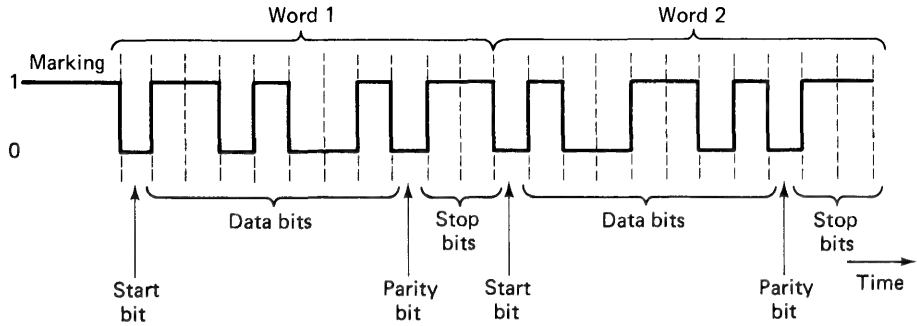 Word 1
Word 2
Marking
1
0
Data bits
Stop
bits
Data bits
Stop
bits
Time
Start
bit
Parity
bit
Start
bit
Parity
bit